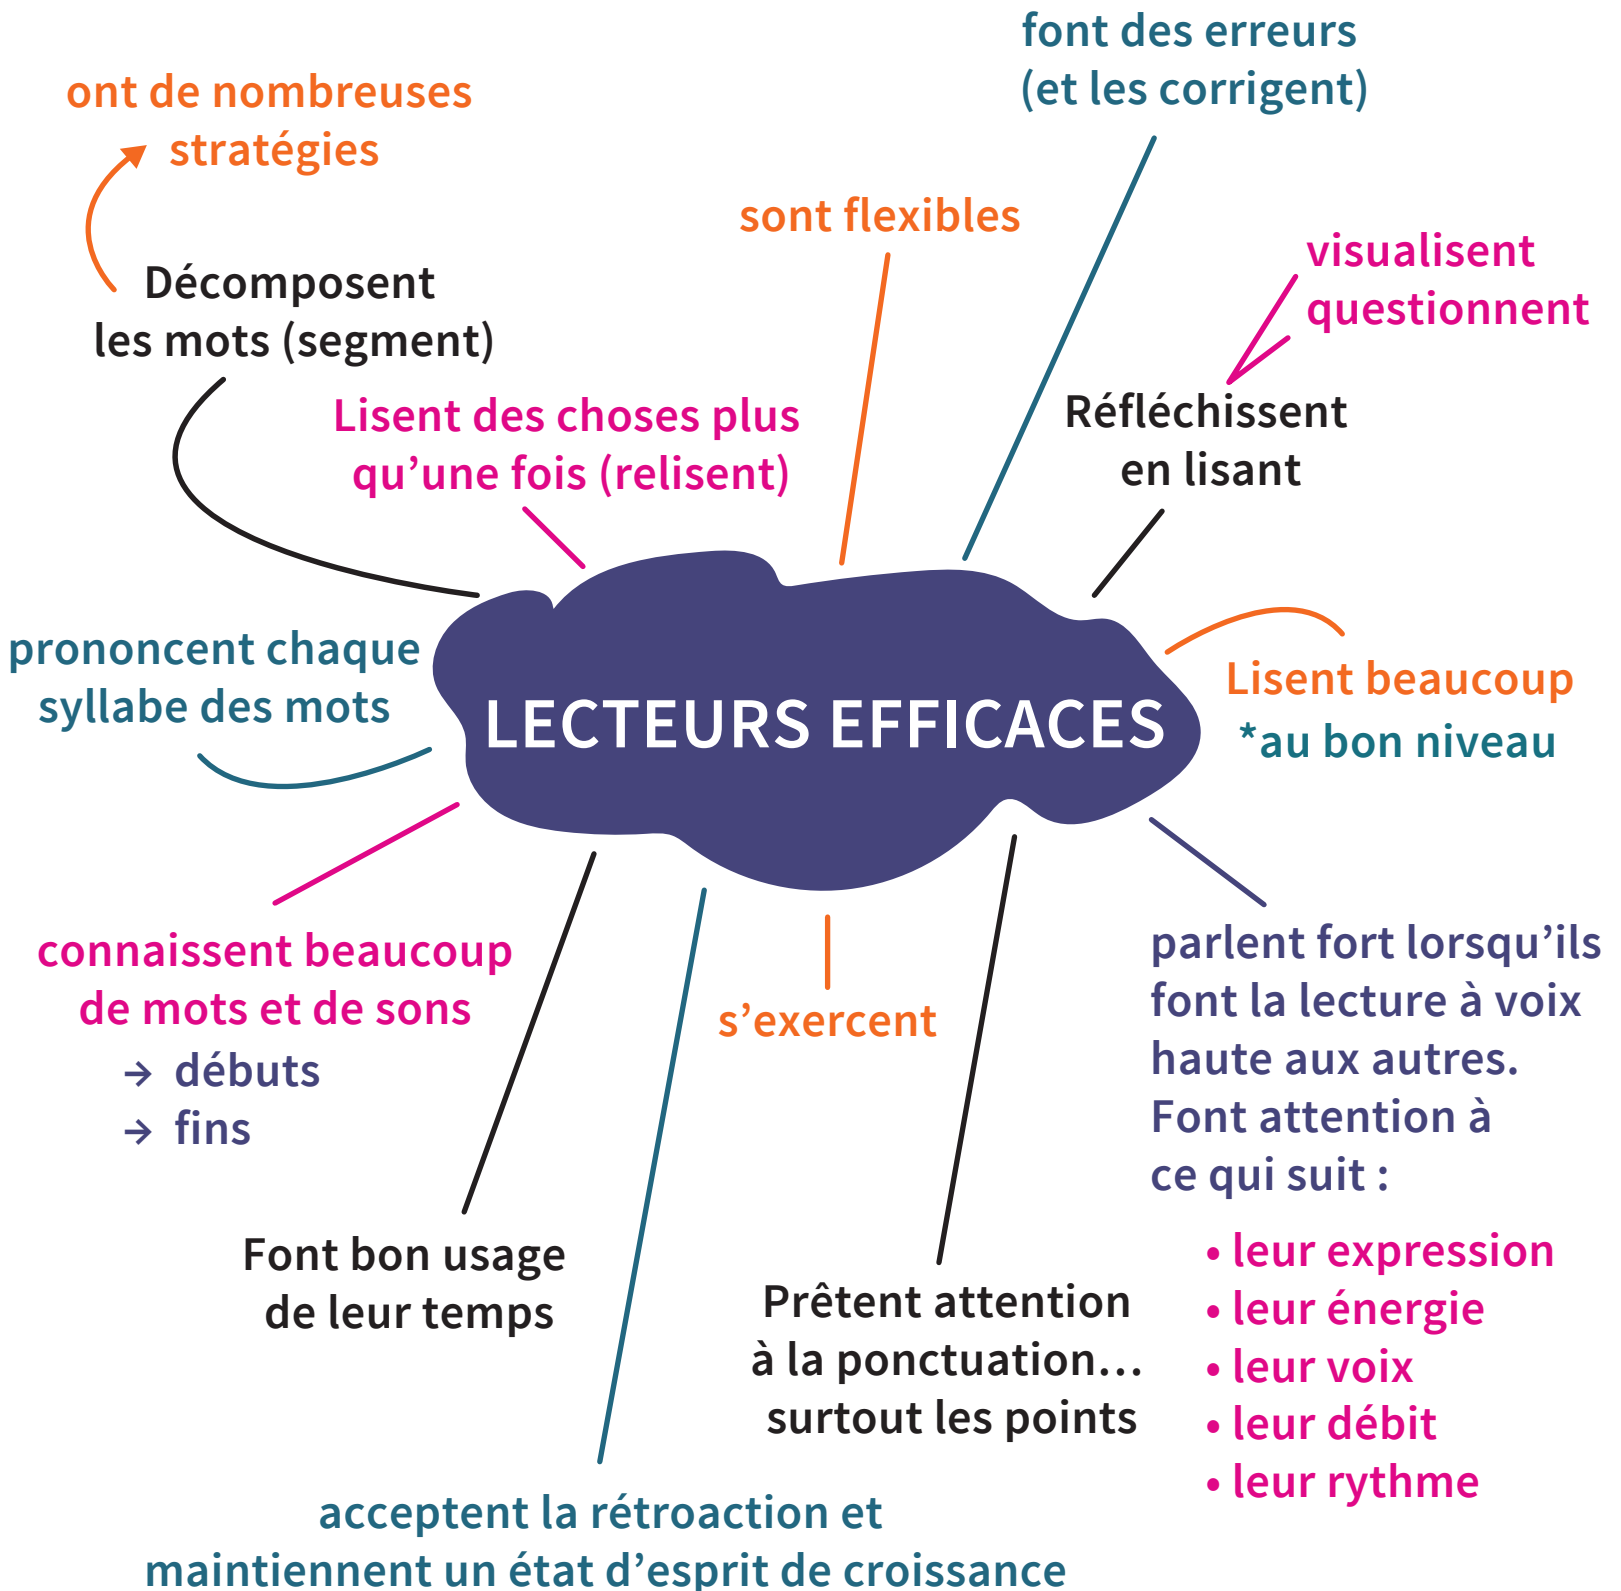 font des erreurs
(et les corrigent)
ont de nombreuses
stratégies
sont flexibles
visualisent
questionnent
Décomposent
les mots (segment)
Lisent des choses plus
qu’une fois (relisent)
Réfléchissent
en lisant
prononcent chaque
syllabe des mots
LECTEURS EFFICACES
Lisent beaucoup
*au bon niveau
connaissent beaucoup
de mots et de sons
→ débuts
→ fins
s’exercent
parlent fort lorsqu’ils
font la lecture à voix
haute aux autres.
Font attention à
ce qui suit :
• leur expression
• leur énergie
• leur voix
• leur débit
• leur rythme
Font bon usage
de leur temps
Prêtent attention
à la ponctuation…
surtout les points
acceptent la rétroaction et
maintiennent un état d’esprit de croissance